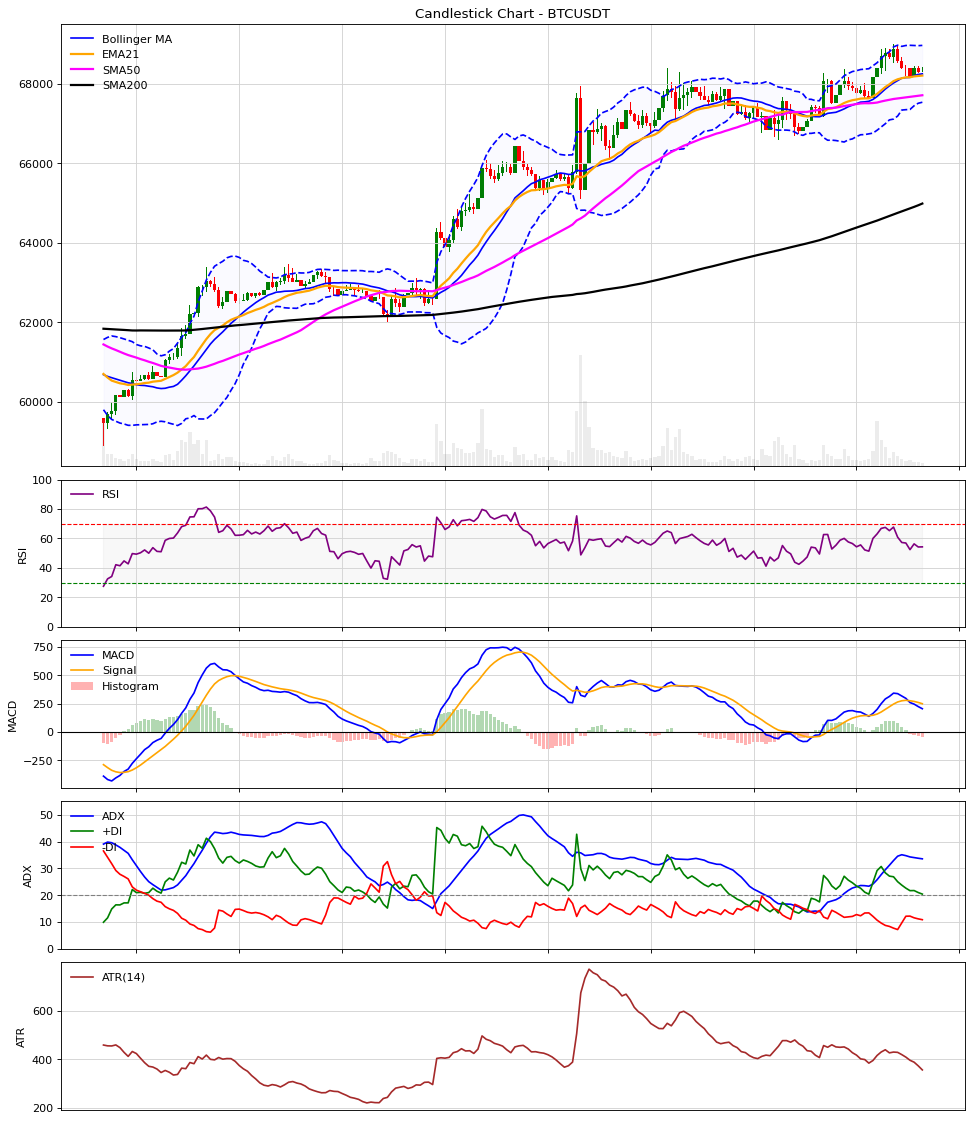 Candlestick Chart - BTCUSDT
Bollinger MA
EMA21
SMA50
SMA200
68000
66000
64000
62000
60000
RSI
100
80
60
40
20
0
RSI
MACD
Signal
Histogram
750
500
250
0
−250
MACD
ADX
+DI
-DI
50
40
30
20
10
0
ADX
ATR(14)
600
400
200
ATR